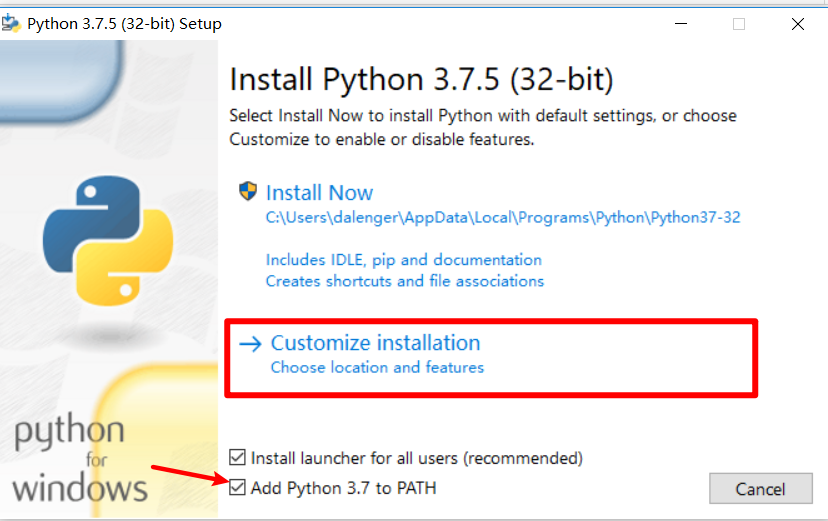 Python 3.7.5 (32-bit) Setup
Install Python 3.7.5 (32-bit)
Select Install Now to install Python with default settings, or choose
Customize to enable or disable features.
Install Now
C:\Users\dalenger\AppData\Local\Programs\Python\Python37-32
Includes IDLE, pip and documentation
Creates shortcuts and file associations
Customize installation
Choose location and features
python
for
windows
Install launcher for all users (recommended)
Add Python 3.7 to PATH
Cancel